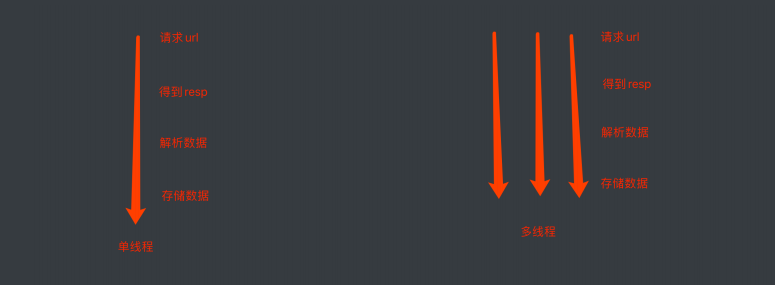 请求url
得到resp
解析数据
存储数据
单线程
请求url
得到resp
解析数据
存储数据
多线程